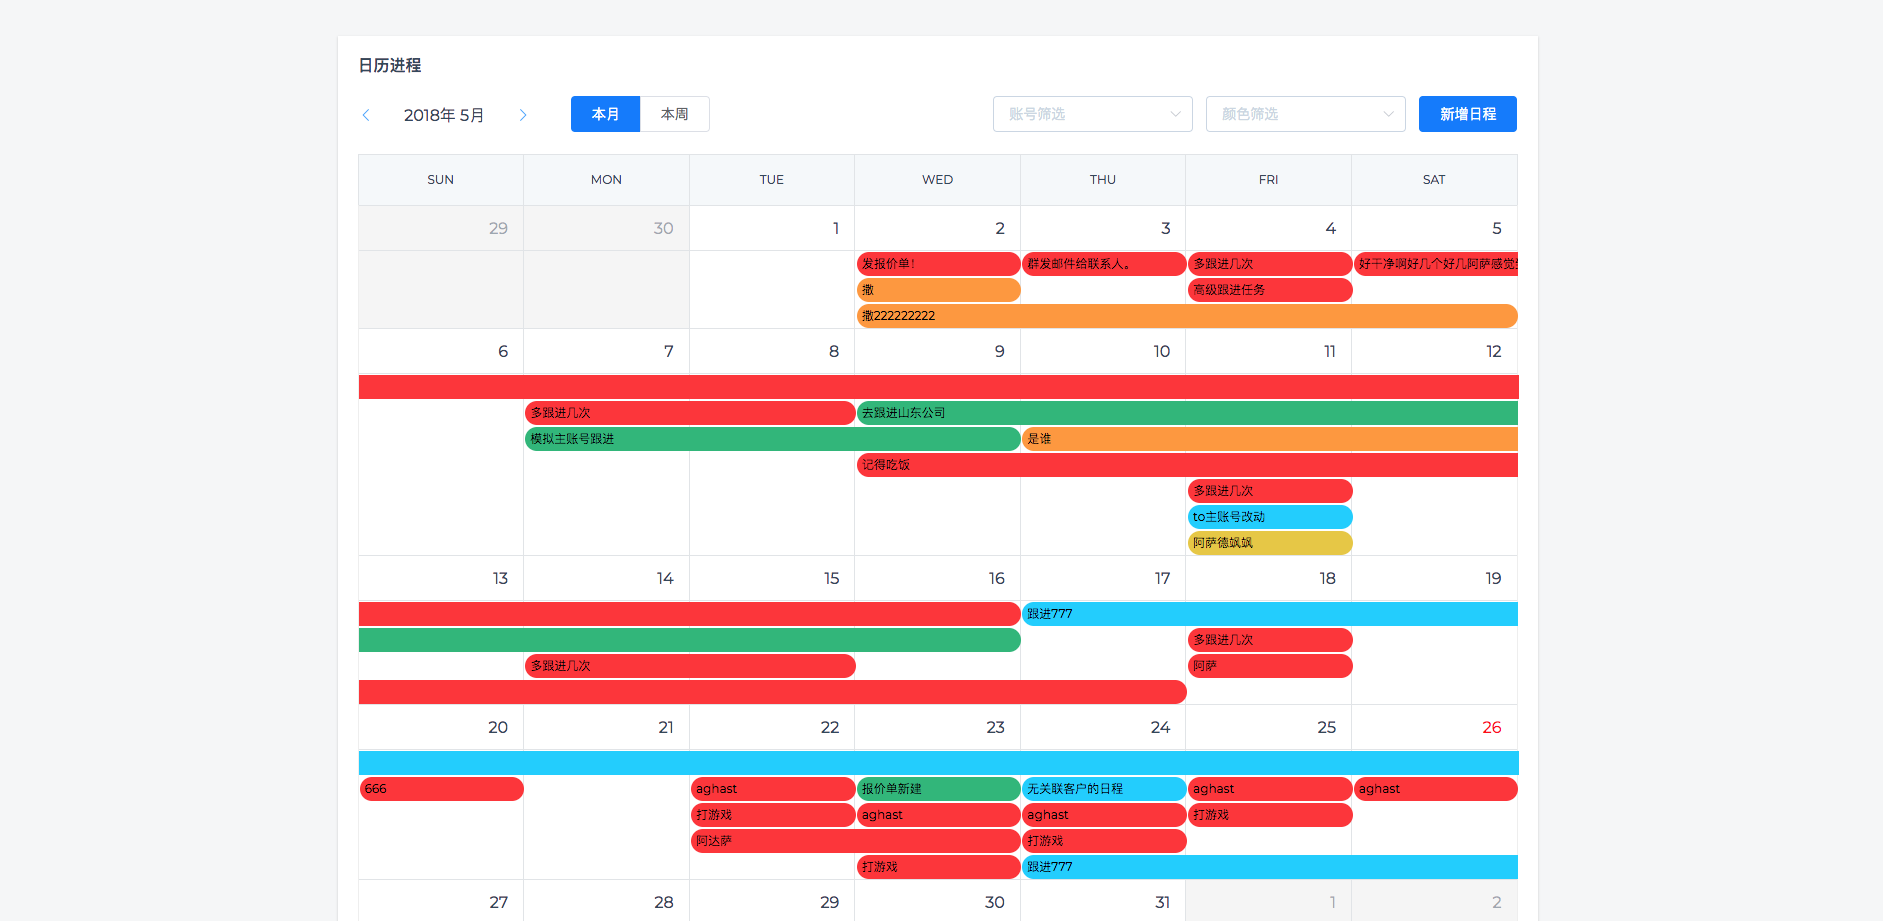 日历进程
2018年 5月
本月
本周
账号筛选
颜色筛选
新增日程
SUN MON TUE WED THU FRI SAT
29 30 1 2 3 4 5
发报价单! 群发邮件给联系人。 多跟进几次 好干净啊好几个好几阿萨感觉
撒 高级跟进任务
撒222222222
6 7 8 9 10 11 12
多跟进几次 去跟进山东公司
模拟主账号跟进 是谁
记得吃饭
多跟进几次
to主账号改动
阿萨德飒飒
13 14 15 16 17 18 19
跟进777
多跟进几次
多跟进几次 阿萨
20 21 22 23 24 25 26
666 aghast 报价单新建 无关联客户的日程 aghast aghast
打游戏 aghast aghast 打游戏
阿达萨 打游戏
打游戏 跟进777
27 28 29 30 31 1 2